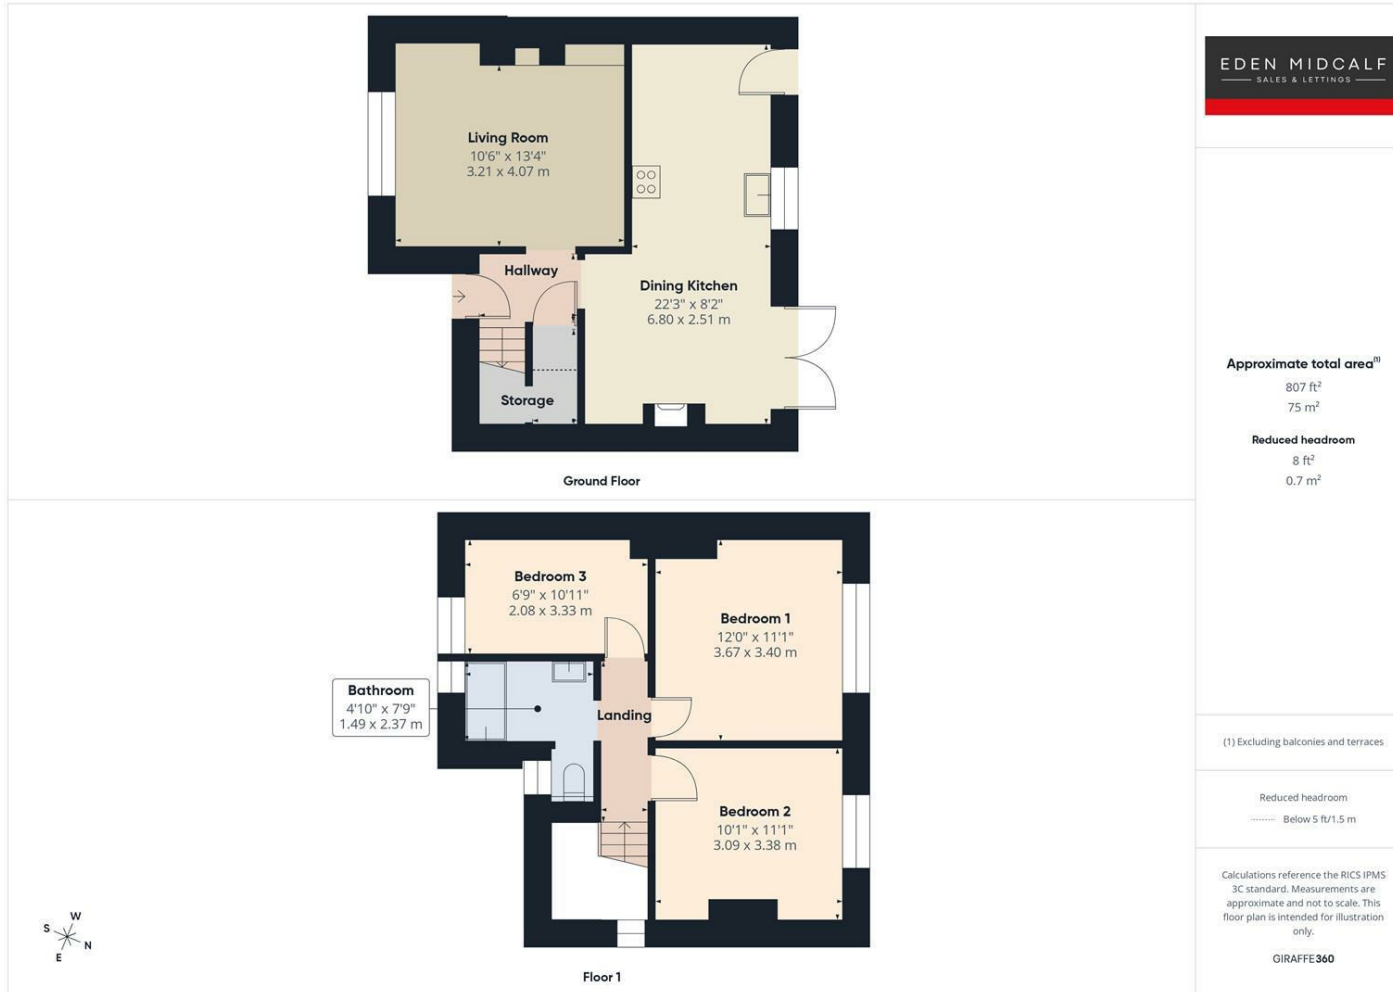 Living Room
10'6" x 13'4"
3.21 x 4.07 m
Hallway
Dining Kitchen
22'3" x 8'2"
6.80 x 2.51 m
Storage
Ground Floor
Bedroom 3
6'9" x 10'11"
2.08 x 3.33 m
Bedroom 1
12'0" x 11'1"
3.67 x 3.40 m
Bathroom
4'10" x 7'9"
1.49 x 2.37 m
Landing
Bedroom 2
10'1" x 11'1"
3.09 x 3.38 m
Floor 1
W
S
N
E
EDEN MIDCALF
SALES & LETTINGS
Approximate total area⁽¹⁾
807 ft²
75 m²
Reduced headroom
8 ft²
0.7 m²
(1) Excluding balconies and terraces
Reduced headroom
Below 5 ft/1.5 m
Calculations reference the RICS IPMS
3C standard. Measurements are
approximate and not to scale. This
floor plan is intended for illustration
only.
GIRAFFE360